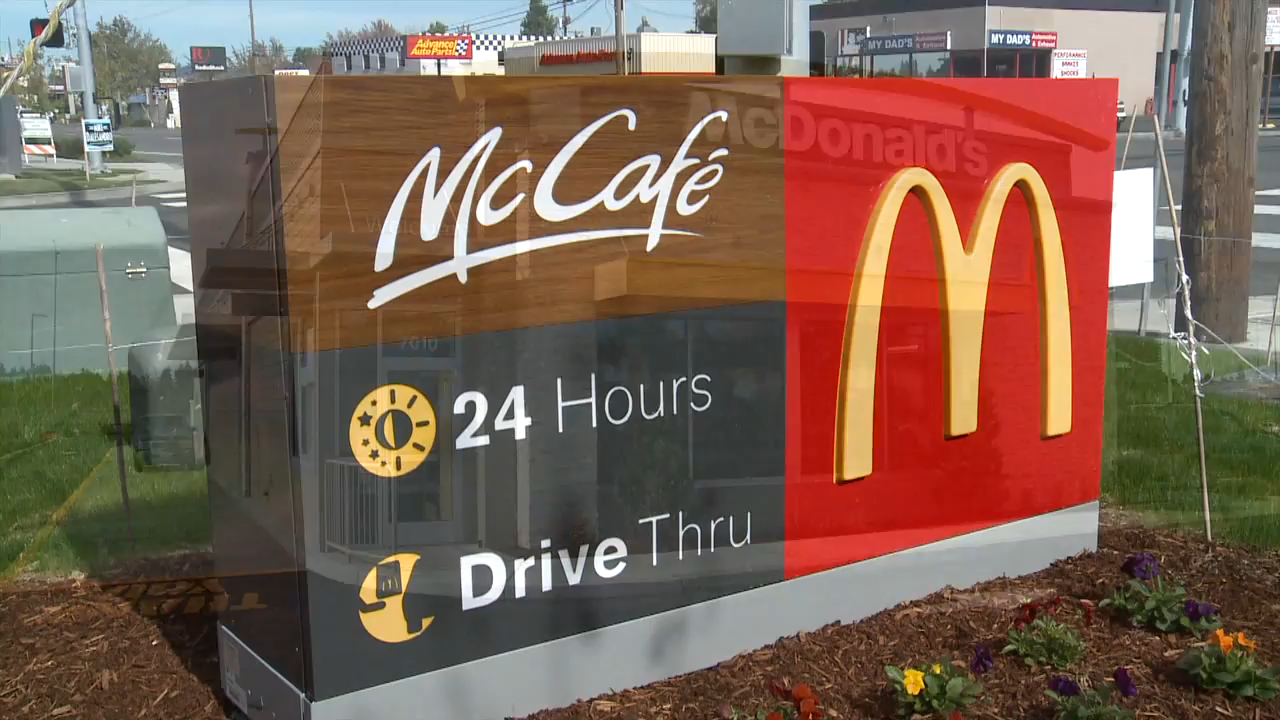 Advance
Auto Parts
MY DAD'S
MY DAD'S
PERFORMANCE
BRAKES
SHOCKS
McDonald's
McCafé
24 Hours
Drive Thru